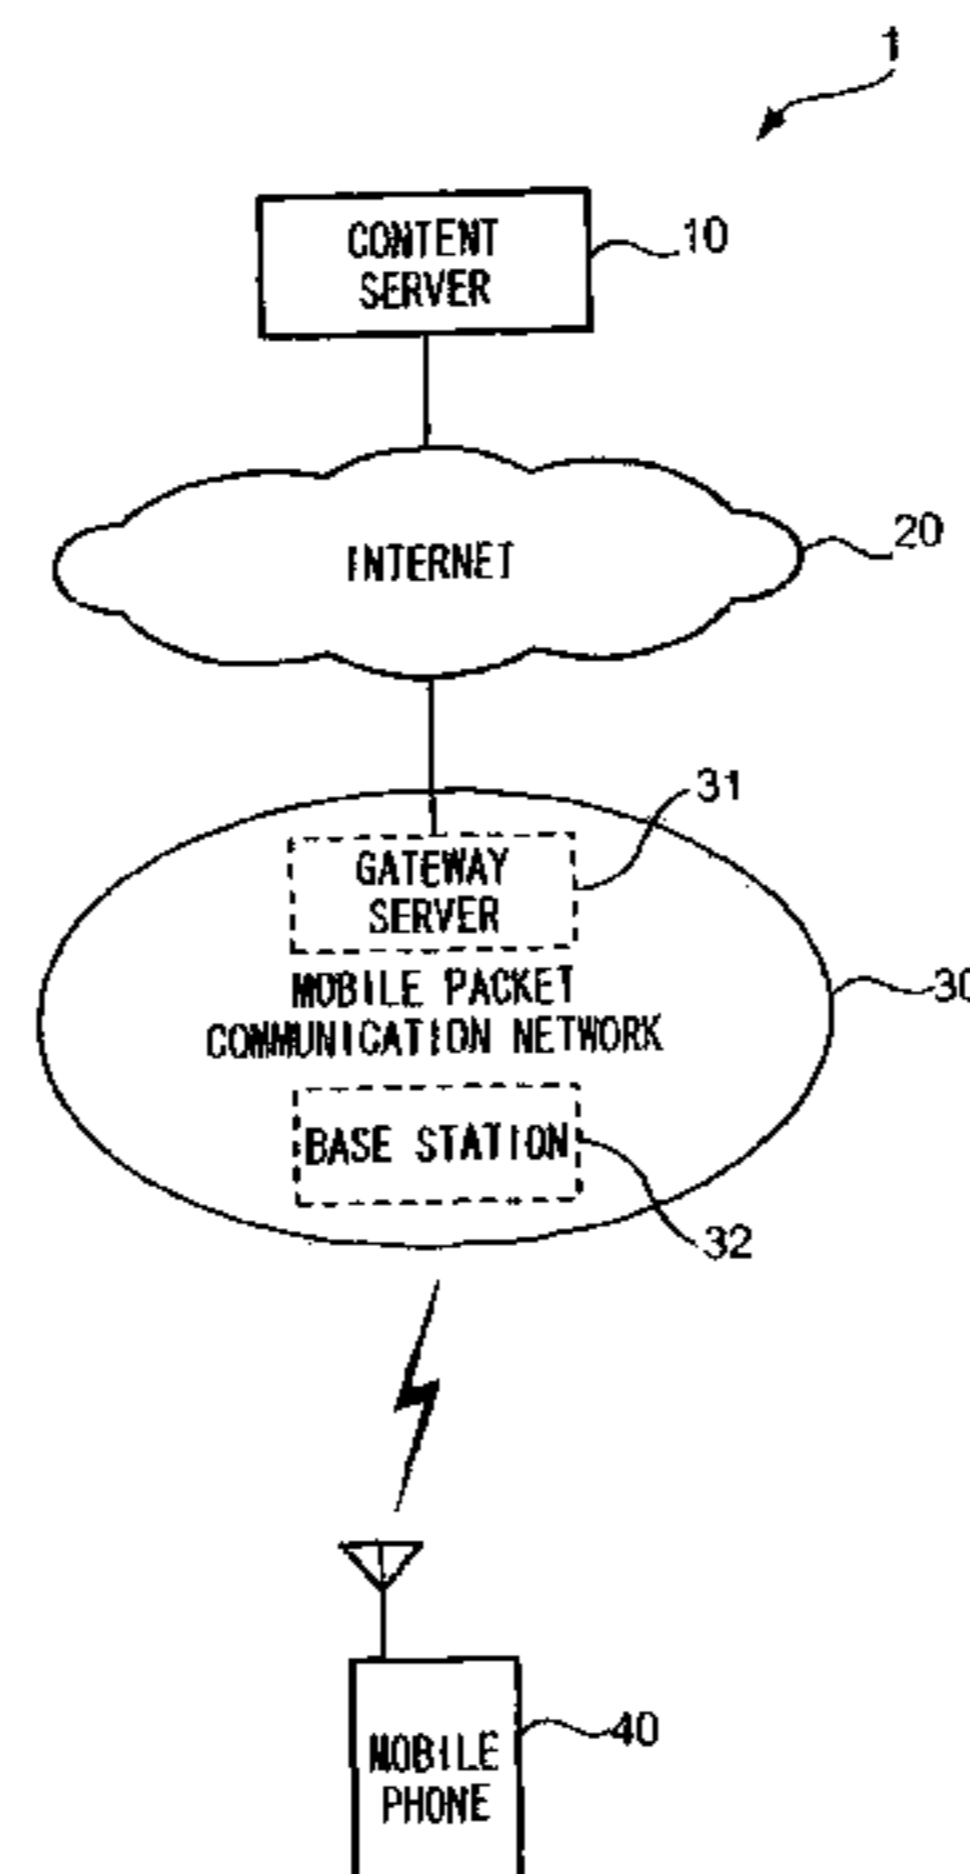 1
CONTENT
SERVER
10
INTERNET
20
31
GATEWAY
SERVER
MOBILE PACKET
COMMUNICATION NETWORK
30
BASE STATION
32
MOBILE
PHONE
40